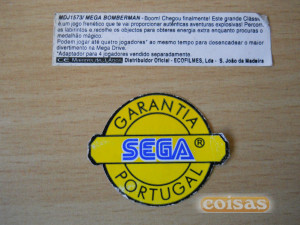 MDJ1573/ MEGA BOMBERMAN - Boom! Chegou finalmente! Este grande Clássic
é um jogo frenético que te vai proporcionar autênticas aventuras explosivas! Percorre
os labirintos e recolhe os objectos para obteres energia extra enquanto procuras o
medalhão mágico.
Podem jogar até quatro jogadores* ao mesmo tempo para desencadear o maior
divertimento na Mega Drive.
*Adaptador para 4 jogadores vendido separadamente
Distribuidor Oficial - ECOFILMES, Lda - S. João da Madeira
GARANTIA
SEGA®
PORTUGAL
coisas